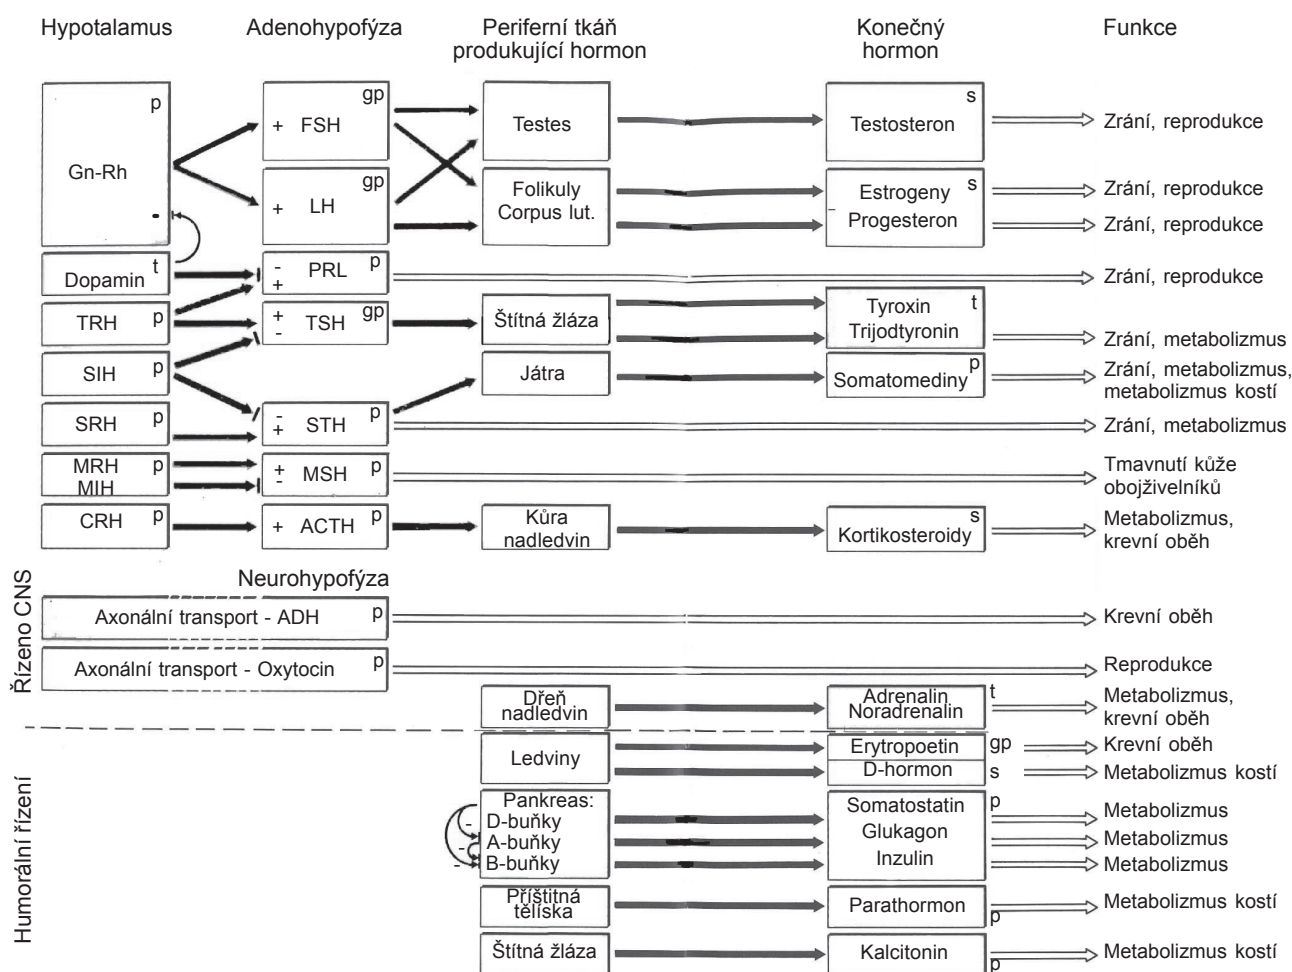 Hypotalamus Adenohypofýza Periferní tkáň Konečný Funkce
produkující hormon hormon
p gp s
+ FSH Testes Testosteron Zrání, reprodukce
Gn-Rh
gp s
+ LH Folikuly Estrogeny Zrání, reprodukce
- Corpus lut. - Progesteron Zrání, reprodukce
Dopamin t - PRL p Zrání, reprodukce
+
TRH p + TSH gp Štítná žláza Tyroxin t
- Trijodtyronin Zrání, metabolizmus
SIH p Játra Somatomediny p Zrání, metabolizmus,
metabolizmus kostí
SRH p - STH p Zrání, metabolizmus
+
MRH p + MSH p Tmavnutí kůže
MIH - obojživelníků
CRH p + ACTH p Kůra Kortikosteroidy s Metabolizmus,
nadledvin krevní oběh
Neurohypofýza
Řízeno CNS
Axonální transport - ADH p Krevní oběh
Axonální transport - Oxytocin p Reprodukce
Dřeň Adrenalin t Metabolizmus,
nadledvin Noradrenalin krevní oběh
Humorální řízení
Ledviny Erytropoetin gp Krevní oběh
D-hormon s Metabolizmus kostí
Pankreas: Somatostatin p Metabolizmus
- D-buňky Glukagon Metabolizmus
- A-buňky Inzulin Metabolizmus
- B-buňky
Příštitná Parathormon p Metabolizmus kostí
tělíska
Štítná žláza Kalcitonin p Metabolizmus kostí